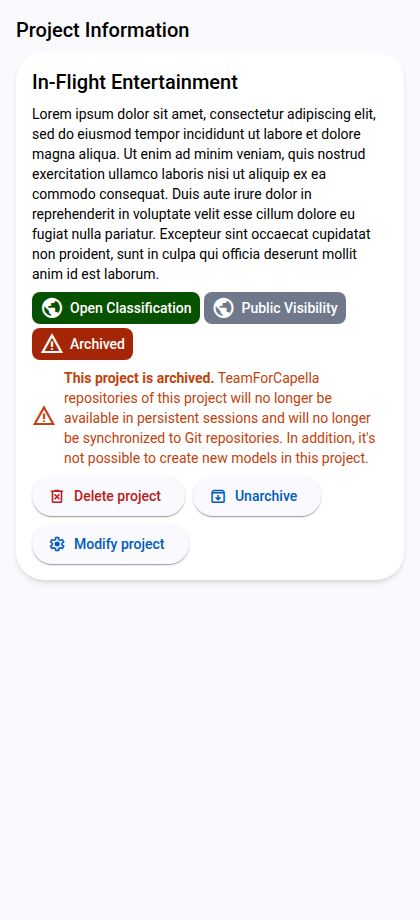 Project Information
In-Flight Entertainment
Lorem ipsum dolor sit amet, consectetur adipiscing elit,
sed do eiusmod tempor incididunt ut labore et dolore
magna aliqua. Ut enim ad minim veniam, quis nostrud
exercitation ullamco laboris nisi ut aliquip ex ea
commodo consequat. Duis aute irure dolor in
reprehenderit in voluptate velit esse cillum dolore eu
fugiat nulla pariatur. Excepteur sint occaecat cupidatat
non proident, sunt in culpa qui officia deserunt mollit
anim id est laborum.
Open Classification Public Visibility
Archived
This project is archived. TeamForCapella
repositories of this project will no longer be
available in persistent sessions and will no longer
be synchronized to Git repositories. In addition, it's
not possible to create new models in this project.
Delete project Unarchive
Modify project